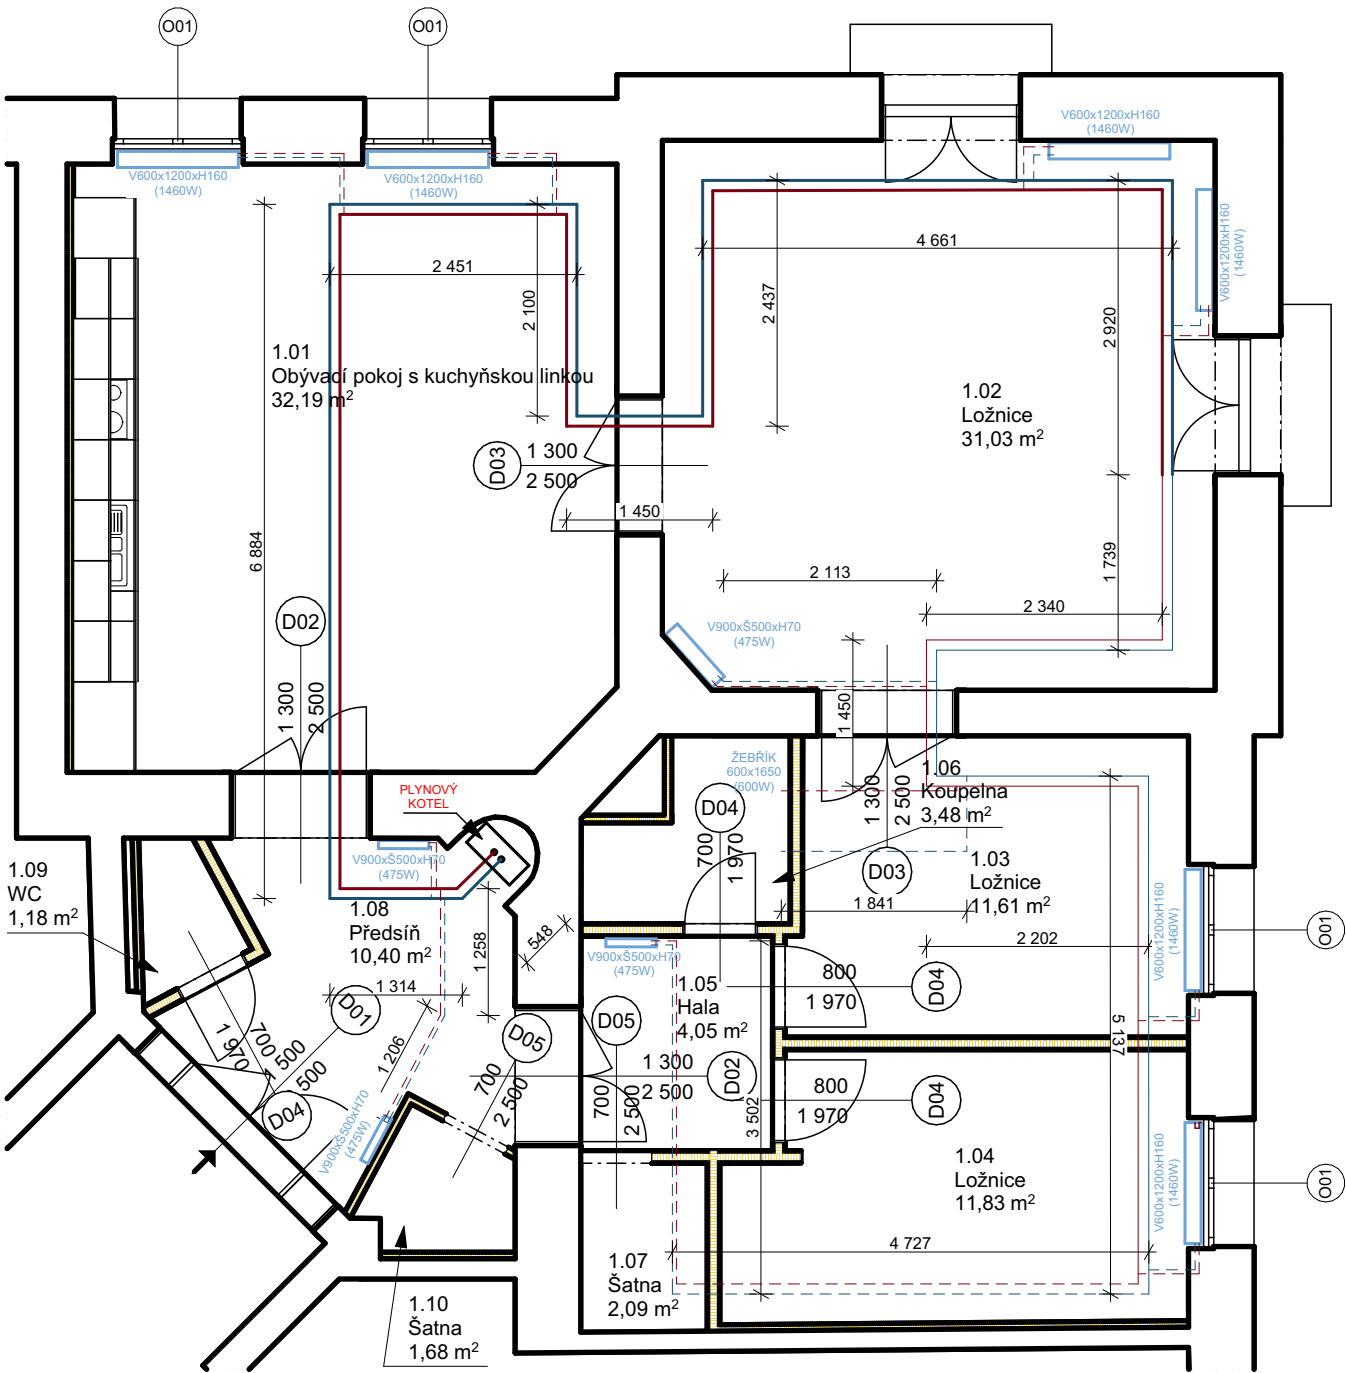 O01
O01
V600x1200xH160
(1460W)
V600x1200xH160
(1460W)
V600x1200xH160
(1460W)
V600x1200xH160
(1460W)
4 661
2 451
2 437
2 100
2 920
1.01
Obývací pokoj s kuchyňskou linkou
32,19 m²
1.02
Ložnice
31,03 m²
D03
1 300
2 500
1 450
6 884
1 739
2 113
2 340
D02
1 300
2 500
V900xŠ500xH70
(475W)
1 450
PLYNOVÝ
KOTEL
ŽEBŘÍK
600x1650
(600W)
D04
700
1 970
1 300
2 500
D03
1.06
Koupelna
3,48 m²
V900xŠ500xH70
(475W)
1.09
WC
1,18 m²
1.08
Předsíň
10,40 m²
1 258
548
1 841
1.03
Ložnice
11,61 m²
2 202
V600x1200xH160
(1460W)
O01
V900xŠ500xH70
(475W)
1.05
Hala
4,05 m²
800
1 970
D04
1 314
D01
1 500
500
700
1 970
D04
1 206
D05
700
2 500
D05
700
2 500
1 300
2 500
D02
3 502
5 137
800
1 970
D04
V900xŠ500xH70
(475W)
1.04
Ložnice
11,83 m²
V600x1200xH160
(1460W)
O01
4 727
1.07
Šatna
2,09 m²
1.10
Šatna
1,68 m²